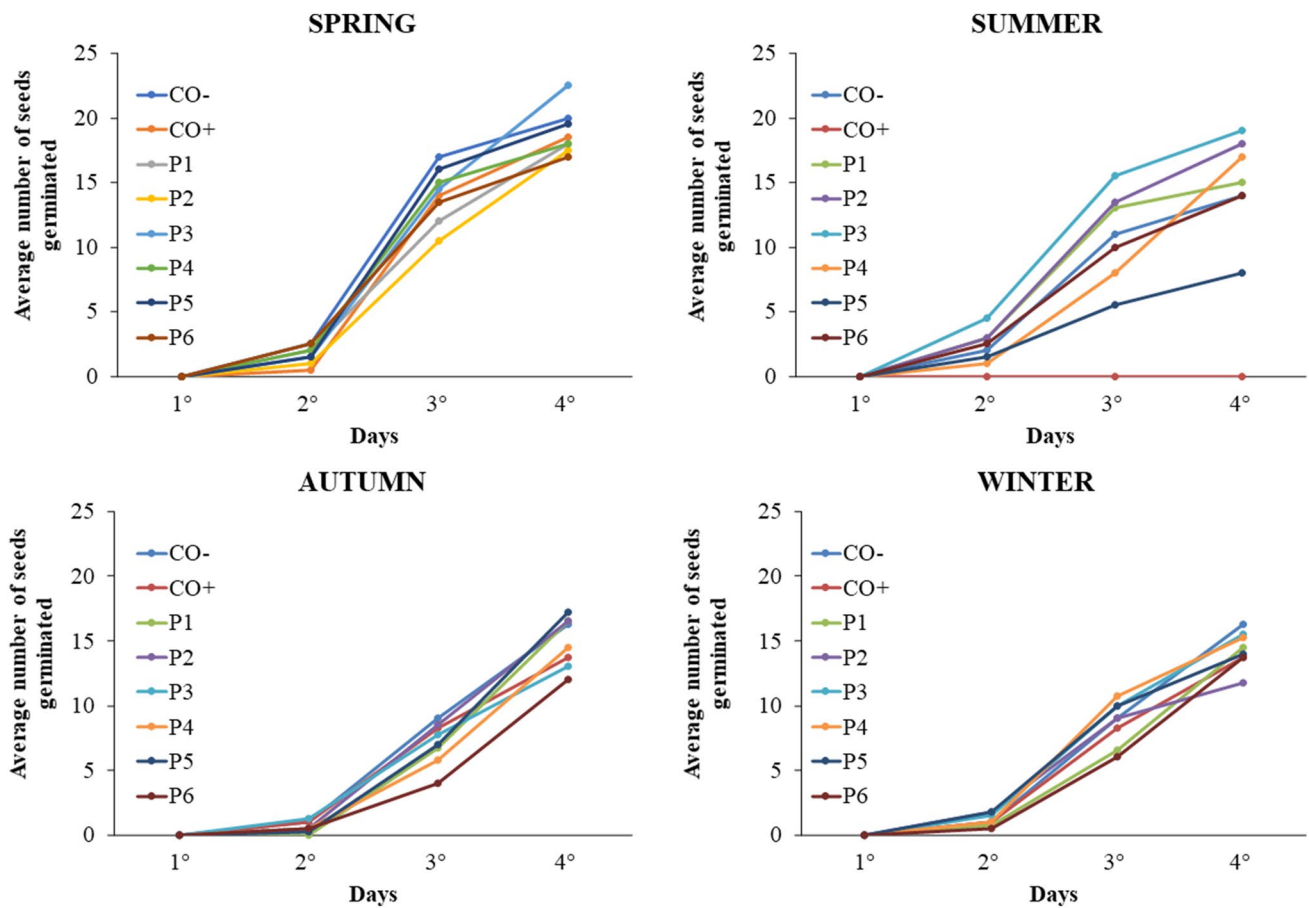 SPRING
Average number of seeds
germinated
25
20
15
10
5
0
CO-
CO+
P1
P2
P3
P4
P5
P6
1°
2°
3°
4°
Days
SUMMER
Average number of seeds
germinated
25
20
15
10
5
0
CO-
CO+
P1
P2
P3
P4
P5
P6
1°
2°
3°
4°
Days
AUTUMN
Average number of seeds
germinated
25
20
15
10
5
0
CO-
CO+
P1
P2
P3
P4
P5
P6
1°
2°
3°
4°
Days
WINTER
Average number of seeds
germinated
25
20
15
10
5
0
CO-
CO+
P1
P2
P3
P4
P5
P6
1°
2°
3°
4°
Days